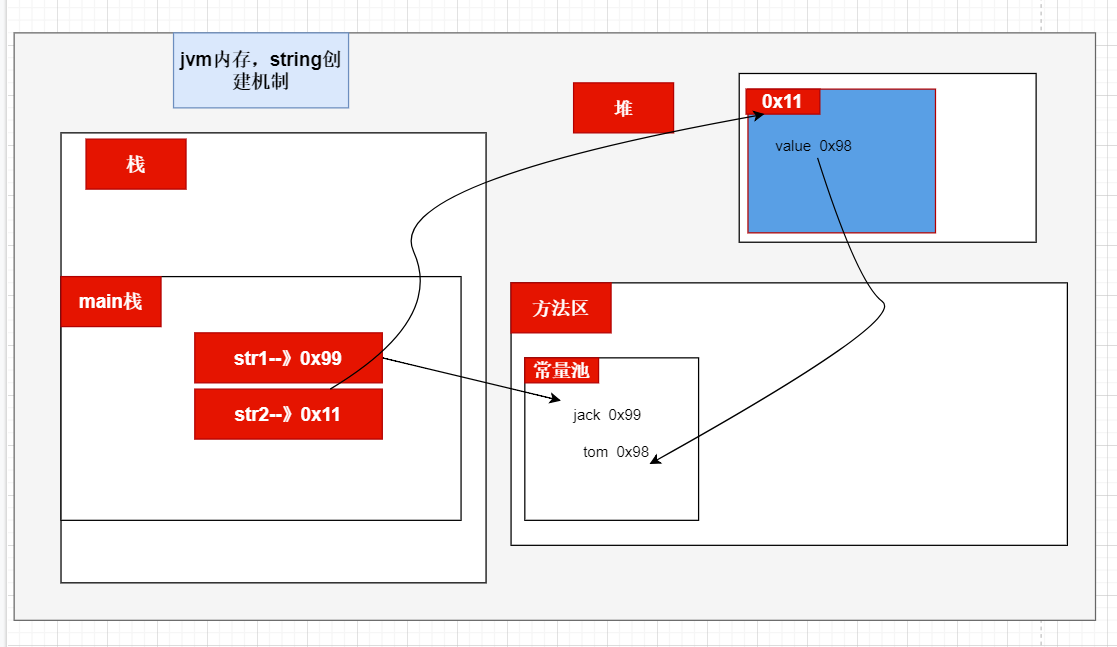 jvm内存，string创
建机制
堆
0x11
value 0x98
栈
main栈
str1--》0x99
str2--》0x11
方法区
常量池
jack 0x99
tom 0x98